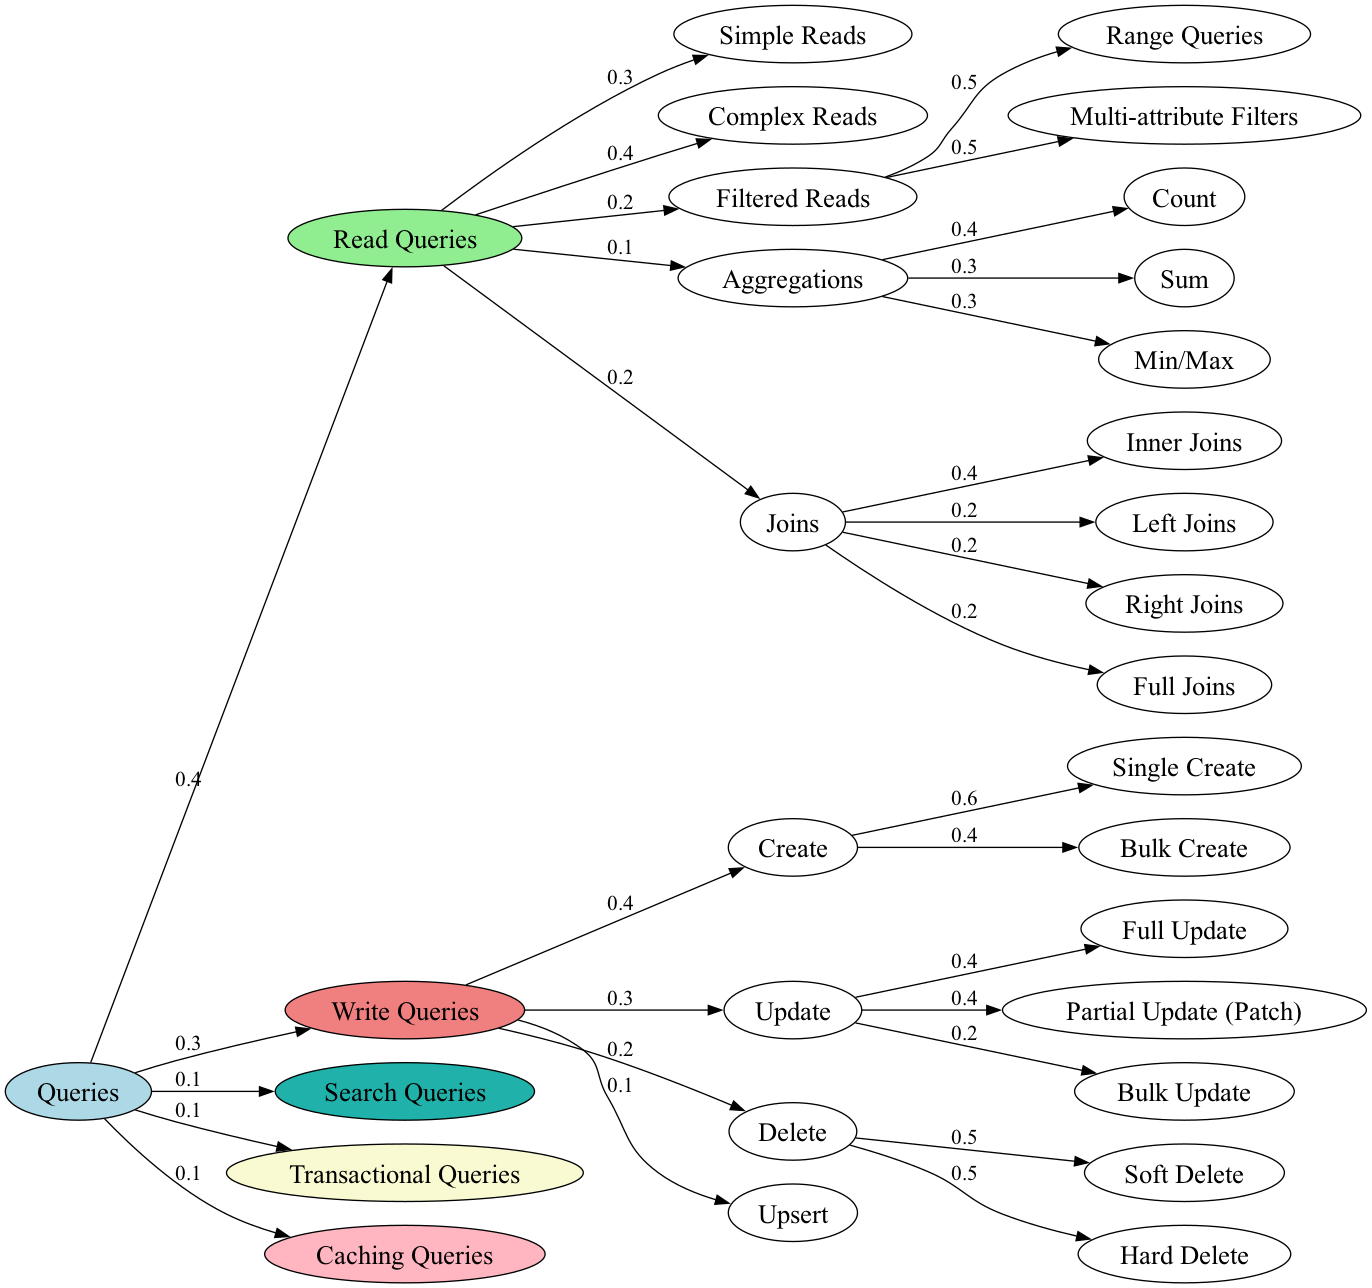 Simple Reads
Range Queries
0.3
0.5
Complex Reads
Multi-attribute Filters
0.4
0.5
Filtered Reads
Count
0.2
0.4
Read Queries
0.1
Aggregations
0.3
Sum
0.3
Min/Max
0.2
Inner Joins
0.4
Joins
0.2
Left Joins
0.2
Right Joins
0.2
Full Joins
0.4
Single Create
0.6
Create
0.4
Bulk Create
0.4
Full Update
0.4
Write Queries
0.3
Update
0.4
Partial Update (Patch)
0.3
0.2
0.2
Queries
0.1
Search Queries
0.1
Bulk Update
0.1
Delete
0.5
Transactional Queries
0.1
0.5
Soft Delete
Upsert
Caching Queries
Hard Delete